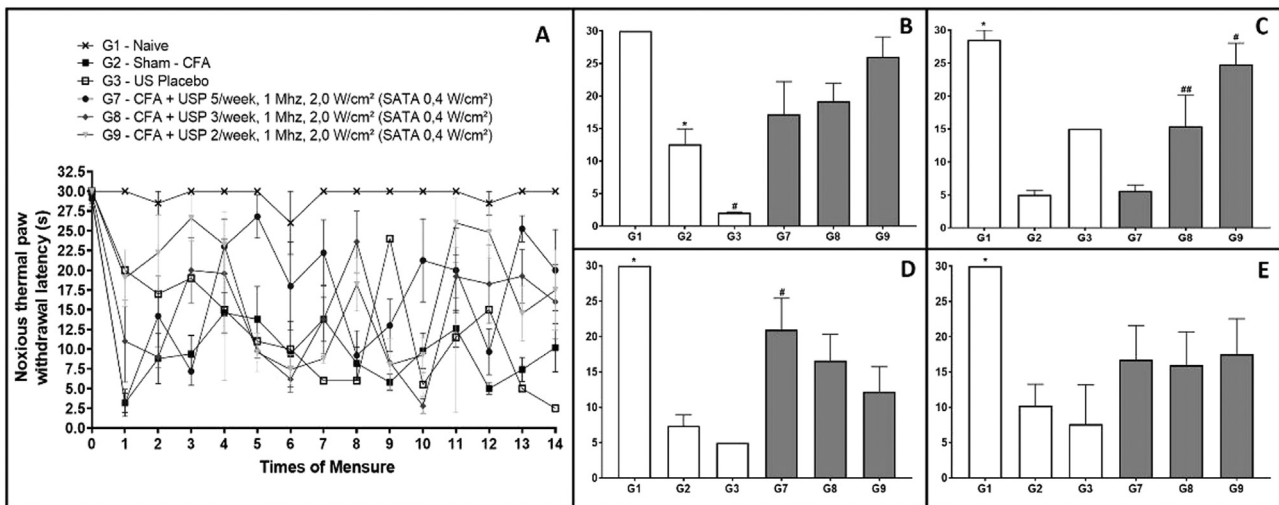 A
G1 - Naive
G2 - Sham - CFA
G3 - US Placebo
G7 - CFA + USP 5/week, 1 Mhz, 2,0 W/cm² (SATA 0,4 W/cm²)
G8 - CFA + USP 3/week, 1 Mhz, 2,0 W/cm² (SATA 0,4 W/cm²)
G9 - CFA + USP 2/week, 1 Mhz, 2,0 W/cm² (SATA 0,4 W/cm²)
Noxious thermal paw
withdrawal latency (s)
32.5
30.0
27.5
25.0
22.5
20.0
17.5
15.0
12.5
10.0
7.5
5.0
2.5
0.0
0 1 2 3 4 5 6 7 8 9 10 11 12 13 14
Times of Mensure
B
30
25
20
15
10
5
0
* #
G1 G2 G3 G7 G8 G9
C
30
25
20
15
10
5
0
* ## #
G1 G2 G3 G7 G8 G9
D
30
25
20
15
10
5
0
* #
G1 G2 G3 G7 G8 G9
E
30
25
20
15
10
5
0
*
G1 G2 G3 G7 G8 G9